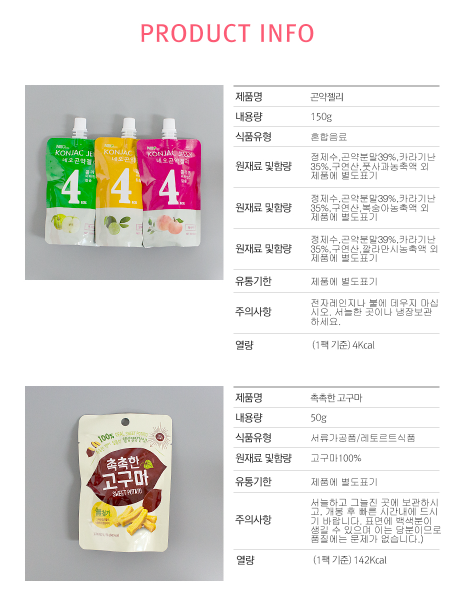 PRODUCT INFO
KONJAC JE
KONJAC
네오곤약젤
4
4
4
제품명 곤약젤리
내용량 150g
식품유형 혼합음료
원재료 및함량 정제수,곤약분말39%,카라기난
35%,구연산,풋사과농축액 외
제품에 별도표기
원재료 및함량 정제수,곤약분말39%,카라기난
35%,구연산,복숭아농축액 외
제품에 별도표기
원재료 및함량 정제수,곤약분말39%,카라기난
35%,구연산,깔라만시농축액 외
제품에 별도표기
유통기한 제품에 별도표기
주의사항 전자레인지나 불에 데우지 마십
시오. 서늘한 곳이나 냉장보관
하세요.
열량 (1팩 기준) 4Kcal
100%
촉촉한
고구마
SWEET POTATO
제품명 촉촉한 고구마
내용량 50g
식품유형 서류가공품/레토르트식품
원재료 및함량 고구마100%
유통기한 제품에 별도표기
주의사항 서늘하고 그늘진 곳에 보관하시
고, 개봉 후 빠른 시간내에 드시
기 바랍니다. 표면에 백색분이
생길 수 있으며 이는 당분이므로
품질에는 문제가 없습니다.)
열량 (1팩 기준) 142Kcal